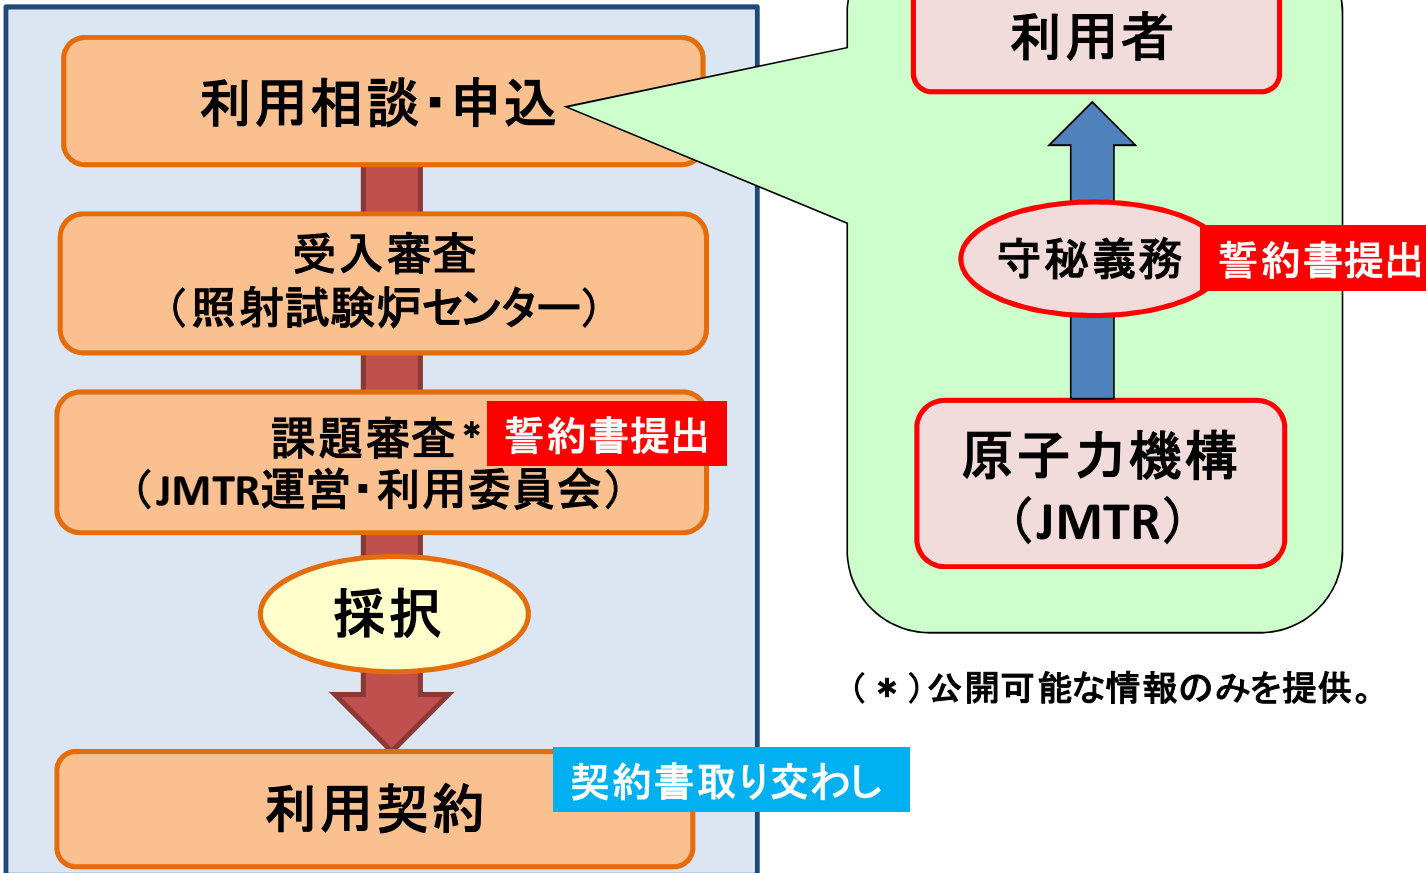 利用相談・申込
受入審査
（照射試験炉センター）
課題審査*
誓約書提出
（JMTR運営・利用委員会）
採択
利用契約
契約書取り交わし
利用者
守秘義務
誓約書提出
原子力機構
（JMTR）
（*）公開可能な情報のみを提供。